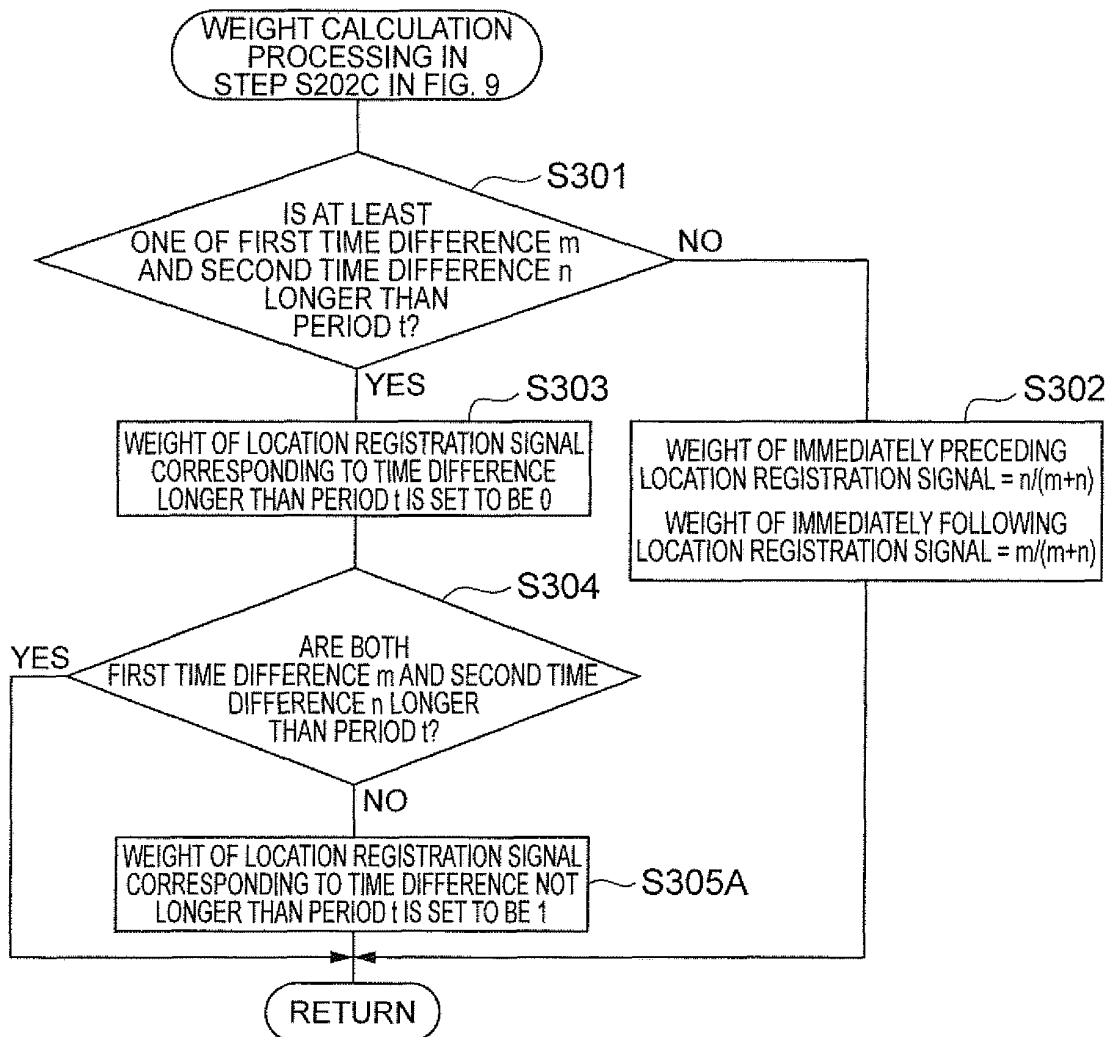 WEIGHT CALCULATION
PROCESSING IN
STEP S202C IN FIG. 9
S301
IS AT LEAST
ONE OF FIRST TIME DIFFERENCE m
AND SECOND TIME DIFFERENCE n
LONGER THAN
PERIOD t?
NO
YES
S303
WEIGHT OF LOCATION REGISTRATION SIGNAL
CORRESPONDING TO TIME DIFFERENCE
LONGER THAN PERIOD t IS SET TO BE 0
S302
WEIGHT OF IMMEDIATELY PRECEDING
LOCATION REGISTRATION SIGNAL = n/(m+n)
WEIGHT OF IMMEDIATELY FOLLOWING
LOCATION REGISTRATION SIGNAL = m/(m+n)
S304
YES
ARE BOTH
FIRST TIME DIFFERENCE m AND SECOND TIME
DIFFERENCE n LONGER
THAN PERIOD t?
NO
WEIGHT OF LOCATION REGISTRATION SIGNAL
CORRESPONDING TO TIME DIFFERENCE NOT
LONGER THAN PERIOD t IS SET TO BE 1
S305A
RETURN